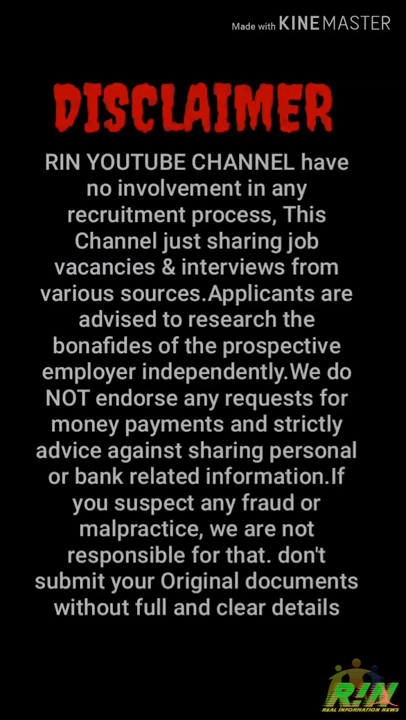 Made with KINEMASTER
DISCLAIMER
RIN YOUTUBE CHANNEL have
no involvement in any
recruitment process, This
Channel just sharing job
vacancies & interviews from
various sources.Applicants are
advised to research the
bonafides of the prospective
employer independently.We do
NOT endorse any requests for
money payments and strictly
advice against sharing personal
or bank related information.If
you suspect any fraud or
malpractice, we are not
responsible for that. don't
submit your Original documents
without full and clear details
RIN
REAL INFORMATION NEWS